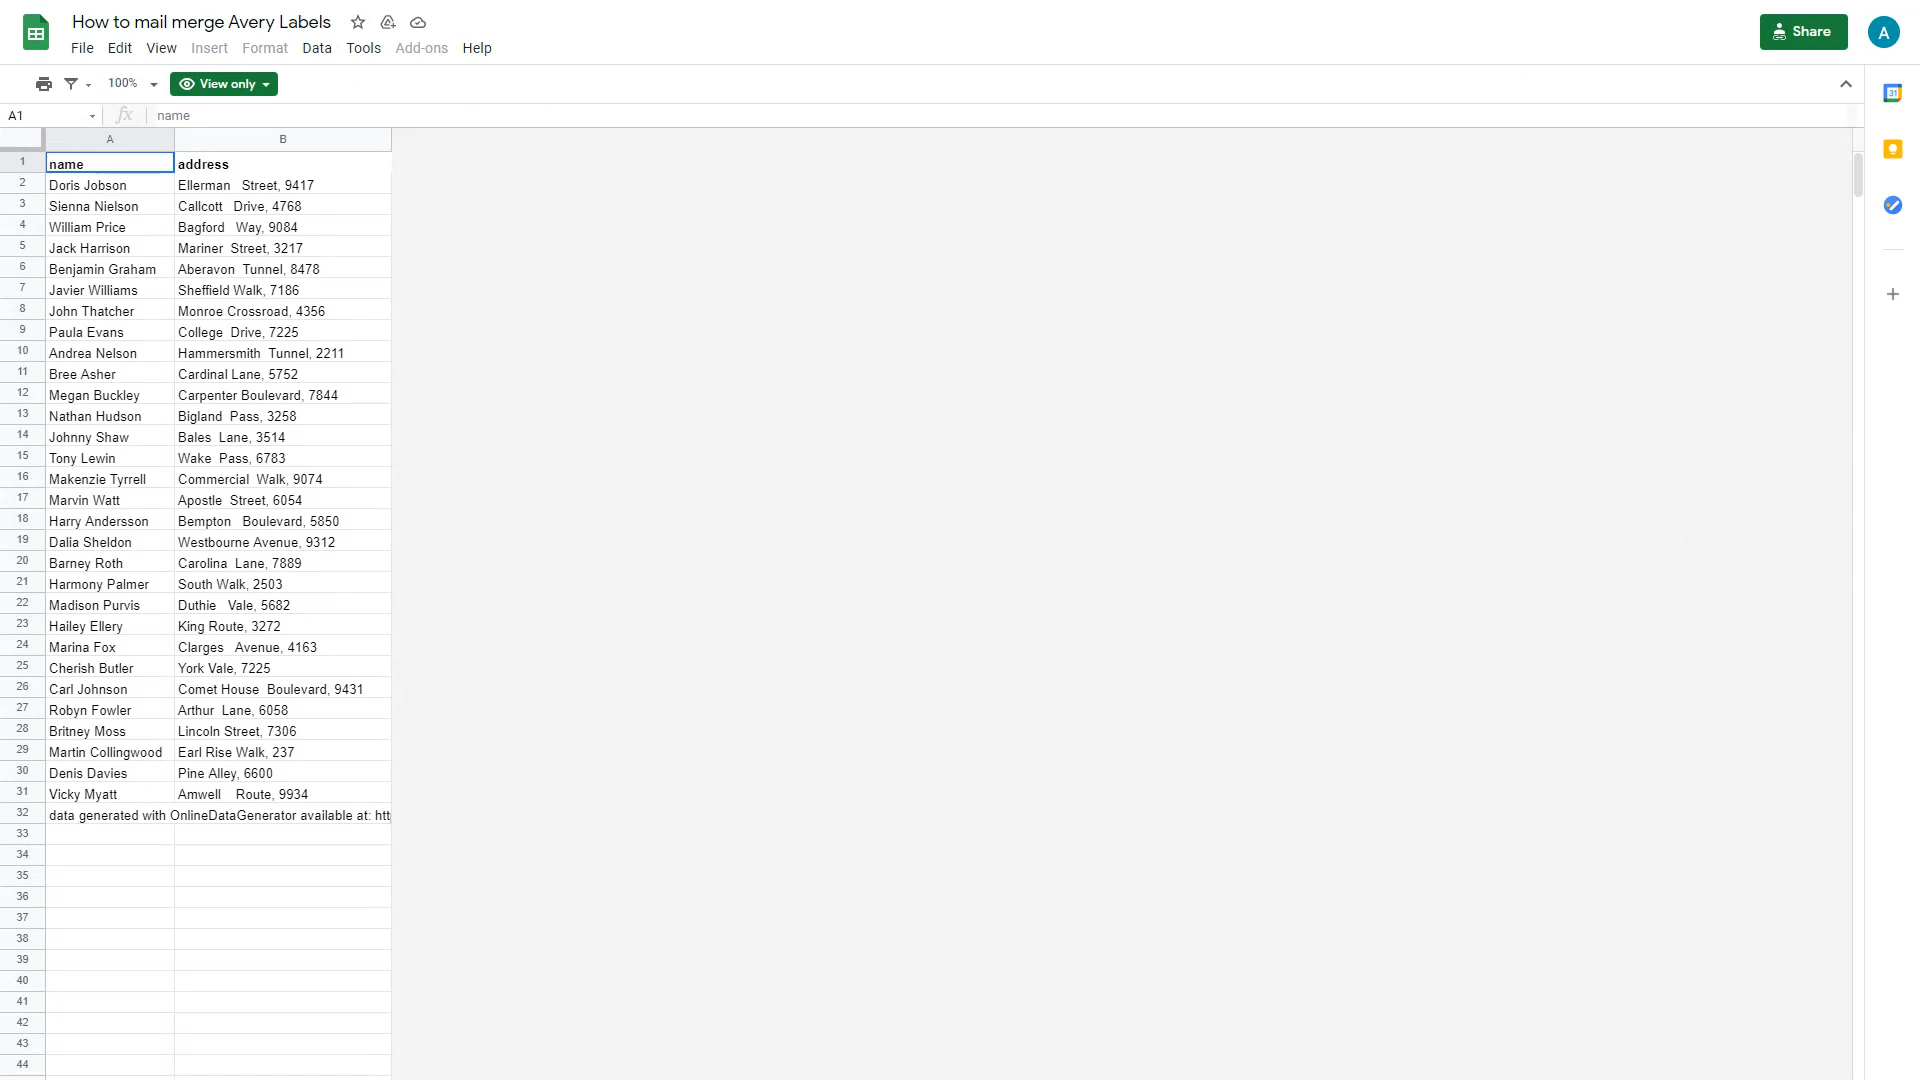 How to mail merge Avery Labels
File Edit View Insert Format Data Tools Add-ons Help
Share
A
100% View only
A1 fx name
31
A B
1 name address
2 Doris Jobson Ellerman Street, 9417
3 Sienna Nielson Callcott Drive, 4768
4 William Price Bagford Way, 9084
5 Jack Harrison Mariner Street, 3217
6 Benjamin Graham Aberavon Tunnel, 8478
7 Javier Williams Sheffield Walk, 7186
8 John Thatcher Monroe Crossroad, 4356
9 Paula Evans College Drive, 7225
10 Andrea Nelson Hammersmith Tunnel, 2211
11 Bree Asher Cardinal Lane, 5752
12 Megan Buckley Carpenter Boulevard, 7844
13 Nathan Hudson Bigland Pass, 3258
14 Johnny Shaw Bales Lane, 3514
15 Tony Lewin Wake Pass, 6783
16 Makenzie Tyrrell Commercial Walk, 9074
17 Marvin Watt Apostle Street, 6054
18 Harry Andersson Bempton Boulevard, 5850
19 Dalia Sheldon Westbourne Avenue, 9312
20 Barney Roth Carolina Lane, 7889
21 Harmony Palmer South Walk, 2503
22 Madison Purvis Duthie Vale, 5682
23 Hailey Ellery King Route, 3272
24 Marina Fox Clarges Avenue, 4163
25 Cherish Butler York Vale, 7225
26 Carl Johnson Comet House Boulevard, 9431
27 Robyn Fowler Arthur Lane, 6058
28 Britney Moss Lincoln Street, 7306
29 Martin Collingwood Earl Rise Walk, 237
30 Denis Davies Pine Alley, 6600
31 Vicky Myatt Amwell Route, 9934
32 data generated with OnlineDataGenerator available at: htt
33
34
35
36
37
38
39
40
41
42
43
44